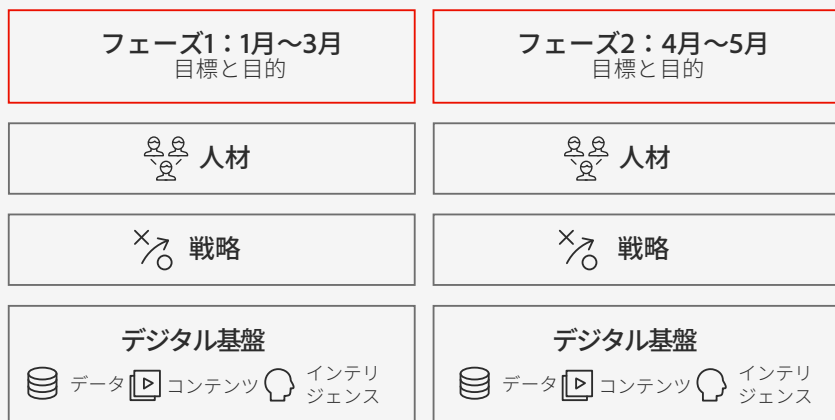 フェーズ1：1月～3月
目標と目的
人材
戦略
デジタル基盤
データ
コンテンツ
インテリ
ジェンス
フェーズ2：4月～5月
目標と目的
人材
戦略
デジタル基盤
データ
コンテンツ
インテリ
ジェンス